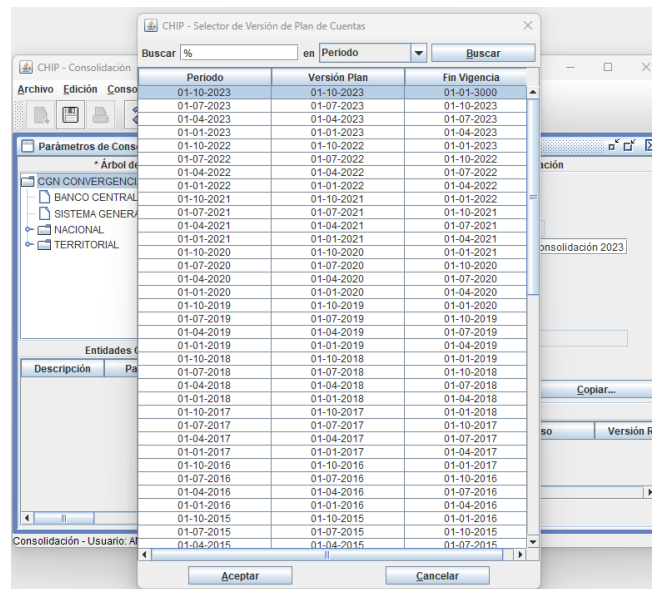 CHIP - Selector de Versión de Plan de Cuentas
Buscar % en Periodo Buscar
Periodo Versión Plan Fin Vigencia
01-10-2023 01-10-2023 01-01-3000
01-07-2023 01-07-2023 01-10-2023
01-04-2023 01-04-2023 01-07-2023
01-01-2023 01-01-2023 01-04-2023
01-10-2022 01-10-2022 01-01-2023
01-07-2022 01-07-2022 01-10-2022
01-04-2022 01-04-2022 01-07-2022
01-01-2022 01-01-2022 01-04-2022
01-10-2021 01-10-2021 01-01-2022
01-07-2021 01-07-2021 01-10-2021
01-04-2021 01-04-2021 01-07-2021
01-01-2021 01-01-2021 01-04-2021
01-10-2020 01-10-2020 01-01-2021
01-07-2020 01-07-2020 01-10-2020
01-04-2020 01-04-2020 01-07-2020
01-01-2020 01-01-2020 01-04-2020
01-10-2019 01-10-2019 01-01-2020
01-07-2019 01-07-2019 01-10-2019
01-04-2019 01-04-2019 01-07-2019
01-01-2019 01-01-2019 01-04-2019
01-10-2018 01-10-2018 01-01-2019
01-07-2018 01-07-2018 01-10-2018
01-04-2018 01-04-2018 01-07-2018
01-01-2018 01-01-2018 01-04-2018
01-10-2017 01-10-2017 01-01-2018
01-07-2017 01-07-2017 01-10-2017
01-04-2017 01-04-2017 01-07-2017
01-01-2017 01-01-2017 01-04-2017
01-10-2016 01-10-2016 01-01-2017
01-07-2016 01-07-2016 01-10-2016
01-04-2016 01-04-2016 01-07-2016
01-01-2016 01-01-2016 01-04-2016
01-10-2015 01-10-2015 01-01-2016
01-07-2015 01-07-2015 01-10-2015
01-04-2015 01-04-2015 01-07-2015
Aceptar Cancelar
CHIP - Consolidación
Archivo Edición Conso
Parámetros de Cons
* Árbol de
ación
CGN CONVERGENCI
BANCO CENTRAL
SISTEMA GENERA
NACIONAL
TERRITORIAL
onsolidación 2023
Entidades
Descripción Pa
Copiar...
so Versión R
Consolidación - Usuario: A